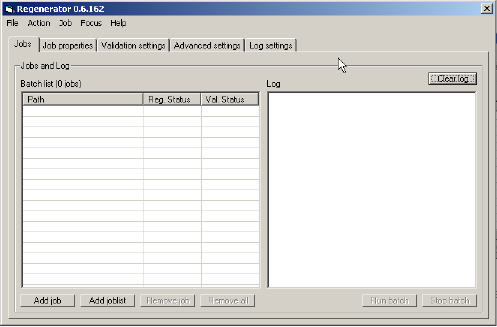 Regenerator 0.6.162
File Action Job Focus Help
Jobs Job properties Validation settings Advanced settings Log settings
Jobs and Log
Clear log
Batch list (0 jobs) Log
Path Reg. Status Val. Status
Add job Add joblist Remove job Remove all Run batch Stop batch